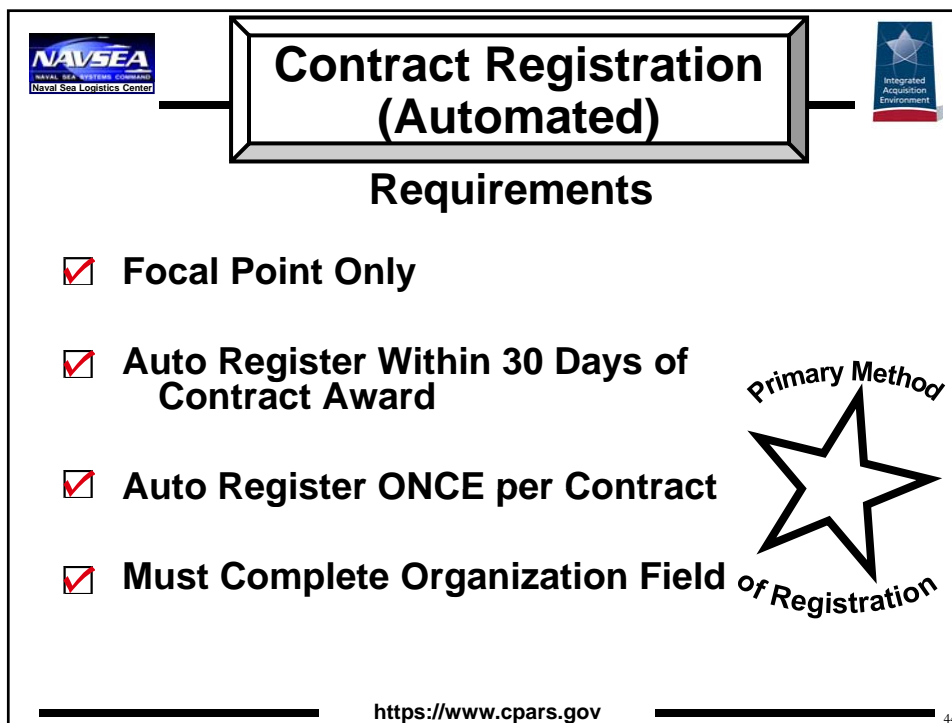 NAVSEA
NAVAL SEA SYSTEMS COMMAND
Naval Sea Logistics Center
Contract Registration
(Automated)
Integrated
Acquisition
Environment
Requirements
Focal Point Only
Auto Register Within 30 Days of
Contract Award
Auto Register ONCE per Contract
Must Complete Organization Field
Primary Method
of Registration
https://www.cpars.gov
4